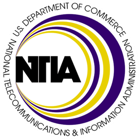 U.S. DEPARTMENT OF COMMERCE
NATIONAL TELECOMMUNICATIONS & INFORMATION ADMINISTRATION
NTIA